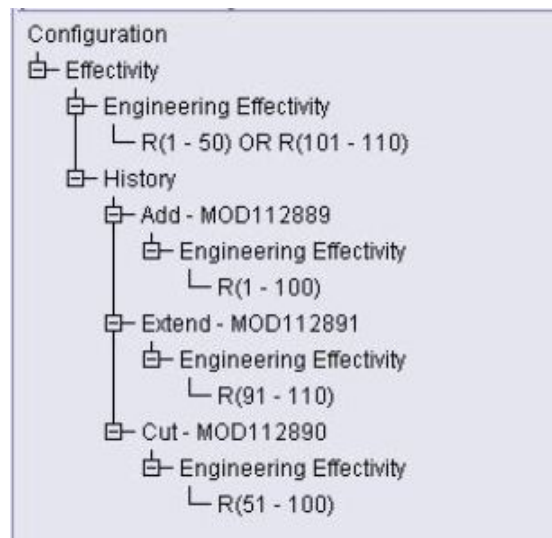 Configuration
Effectivity
Engineering Effectivity
R(1 - 50) OR R(101 - 110)
History
Add - MOD112889
Engineering Effectivity
R(1 - 100)
Extend - MOD112891
Engineering Effectivity
R(91 - 110)
Cut - MOD112890
Engineering Effectivity
R(51 - 100)